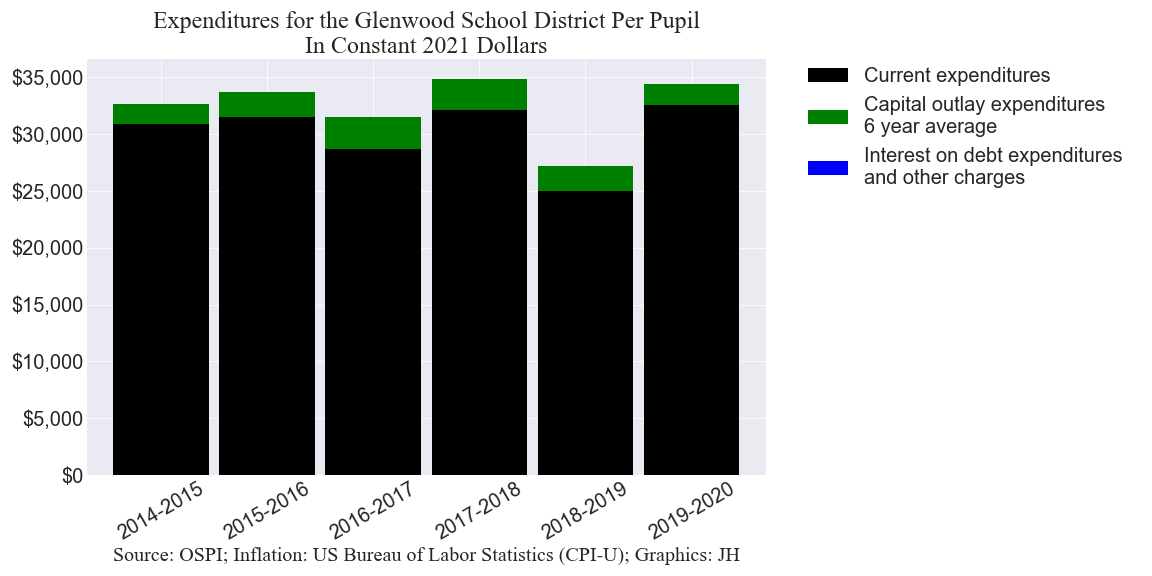 Expenditures for the Glenwood School District Per Pupil
In Constant 2021 Dollars
$35,000
$30,000
$25,000
$20,000
$15,000
$10,000
$5,000
$0
2014-2015
2015-2016
2016-2017
2017-2018
2018-2019
2019-2020
Current expenditures
Capital outlay expenditures
6 year average
Interest on debt expenditures
and other charges
Source: OSPI; Inflation: US Bureau of Labor Statistics (CPI-U); Graphics: JH